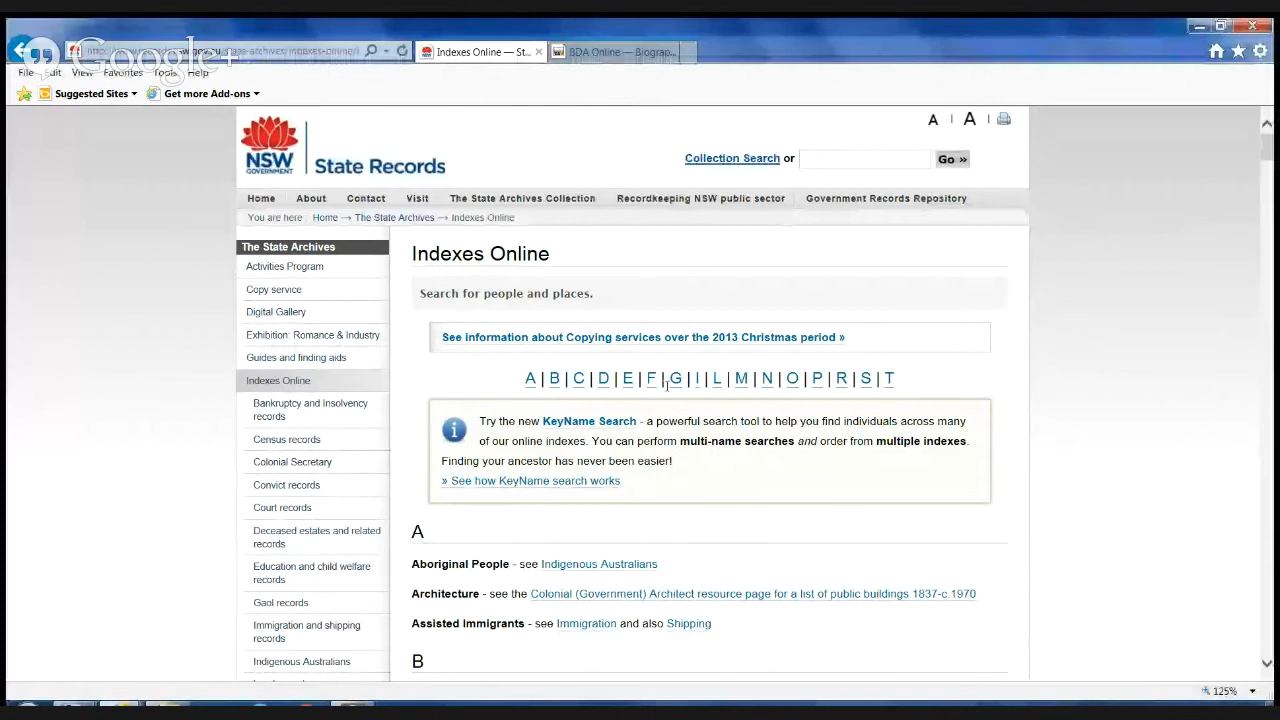 Indexes Online — St...
BDA Online — Biograp...
Google+
File Edit View Favorites Tools Help
Suggested Sites
Get more Add-ons
A | A
NSW
GOVERNMENT
State Records
Collection Search or
Go »
Home About Contact Visit The State Archives Collection Recordkeeping NSW public sector Government Records Repository
You are here Home → The State Archives → Indexes Online
The State Archives
Activities Program
Copy service
Digital Gallery
Exhibition: Romance & Industry
Guides and finding aids
Indexes Online
Bankruptcy and Insolvency
records
Census records
Colonial Secretary
Convict records
Court records
Deceased estates and related
records
Education and child welfare
records
Gaol records
Immigration and shipping
records
Indigenous Australians
Indexes Online
Search for people and places.
See information about Copying services over the 2013 Christmas period »
A | B | C | D | E | F | G | I | L | M | N | O | P | R | S | T
Try the new KeyName Search - a powerful search tool to help you find individuals across many
of our online indexes. You can perform multi-name searches and order from multiple indexes.
Finding your ancestor has never been easier!
» See how KeyName search works
A
Aboriginal People - see Indigenous Australians
Architecture - see the Colonial (Government) Architect resource page for a list of public buildings 1837-c.1970
Assisted Immigrants - see Immigration and also Shipping
B
125%